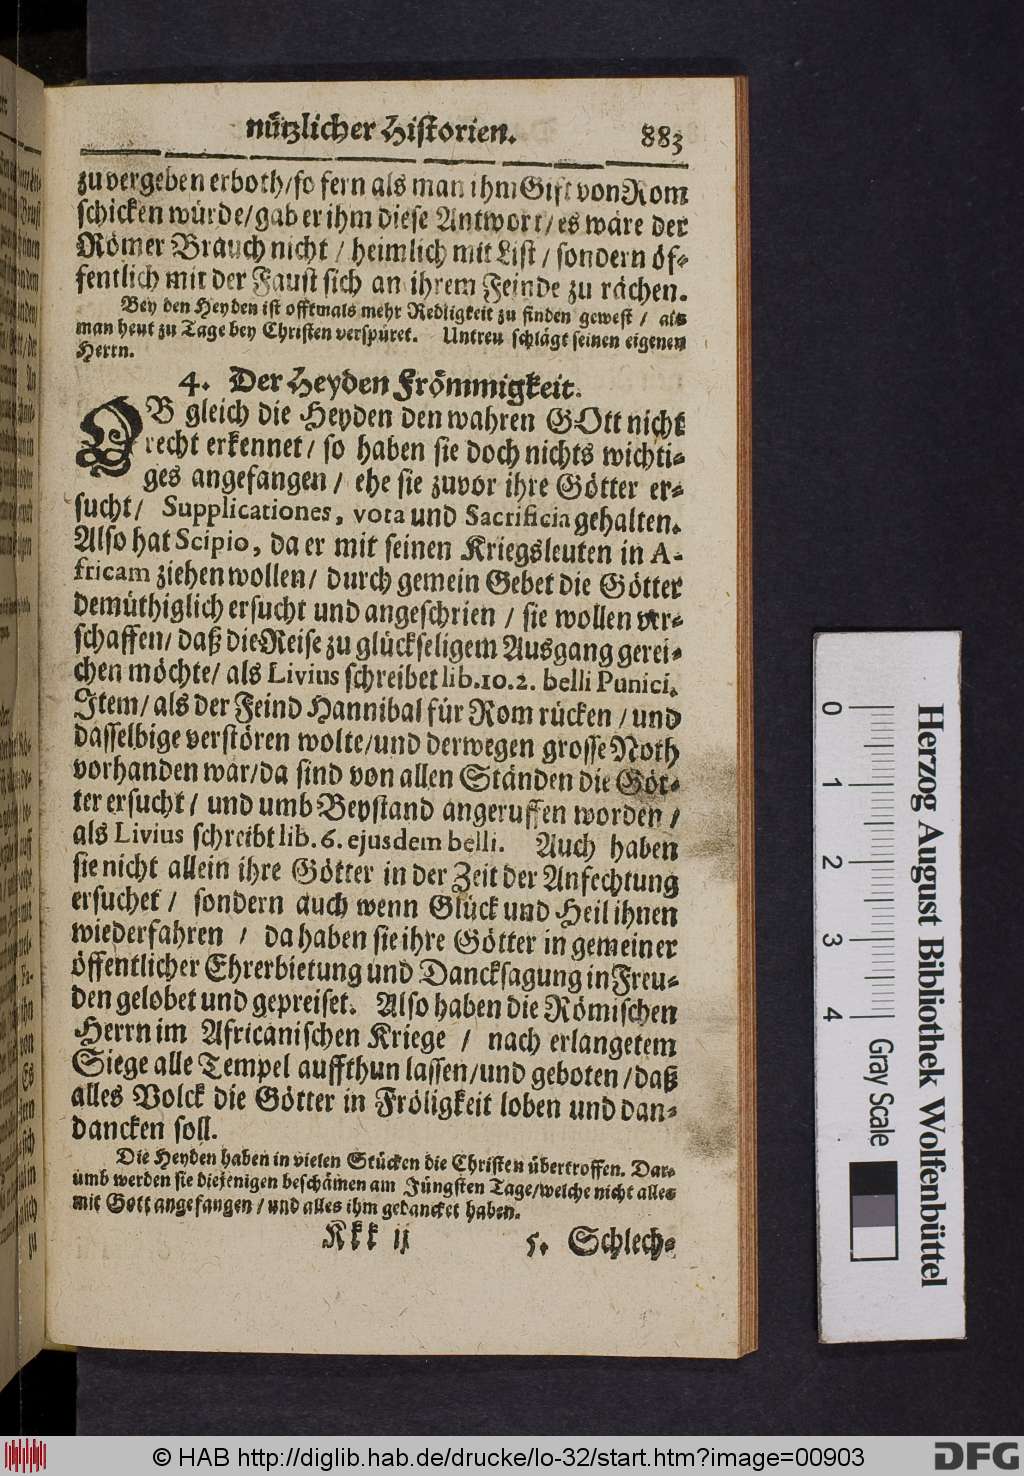 nützlicher Historien. 883
zu vergeben erboth/ so fern als man ihm Gift von Rom
schicken würde/ gab er ihm diese Antwort/ es wäre der
Römer Brauch nicht / heimlich mit List / sondern öf-
fentlich mit der Faust sich an ihrem Feinde zu rächen.
Bey den Heyden ist offtmals mehr Redligkeit zu finden gewest / als
man heut zu Tage bey Christen verspüret. Untreu schlägt seinen eigenen
Herrn.
4. Der Heyden Frömmigkeit.
OB gleich die Heyden den wahren GOtt nicht
recht erkennet/ so haben sie doch nichts wichti-
ges angefangen / ehe sie zuvor ihre Götter er-
sucht/ Supplicationes, vota und Sacrificia gehalten.
Also hat Scipio, da er mit seinen Kriegsleuten in A-
fricam ziehen wollen/ durch gemein Gebet die Götter
demüthiglich ersucht und angeschrien / sie wollen ver-
schaffen/ daß die Reise zu glückseligem Ausgang gerei-
chen möchte/ als Livius schreibet lib.10.2. belli Punici.
Item/ als der Feind Hannibal für Rom rücken / und
dasselbige verstören wolte/und derwegen grosse Noth
vorhanden war/da sind von allen Ständen die Göt-
ter ersucht/ und umb Beystand angeruffen worden /
als Livius schreibt lib. 6. ejusdem belli. Auch haben
sie nicht allein ihre Götter in der Zeit der Anfechtung
ersuchet / sondern auch wenn Glück und Heil ihnen
wiederfahren / da haben sie ihre Götter in gemeiner
öffentlicher Ehrerbietung und Dancksagung in Freu-
den gelobet und gepreiset. Also haben die Römischen
Herrn im Africanischen Kriege / nach erlangetem
Siege alle Tempel auffthun lassen/und geboten/daß
alles Volck die Götter in Fröligkeit loben und dan-
dancken soll.
Die Heyden haben in vielen Stücken die Christen übertroffen. Dar-
umb werden sie diejenigen beschämen am Jüngsten Tage/welche nicht alles
mit Gott angefangen / und alles ihm gedancket haben.
Kkk ij 5. Schlech-
0 1 2 3 4
Gray Scale
Herzog August Bibliothek Wolfenbüttel
© HAB http://diglib.hab.de/drucke/lo-32/start.htm?image=00903
DFG